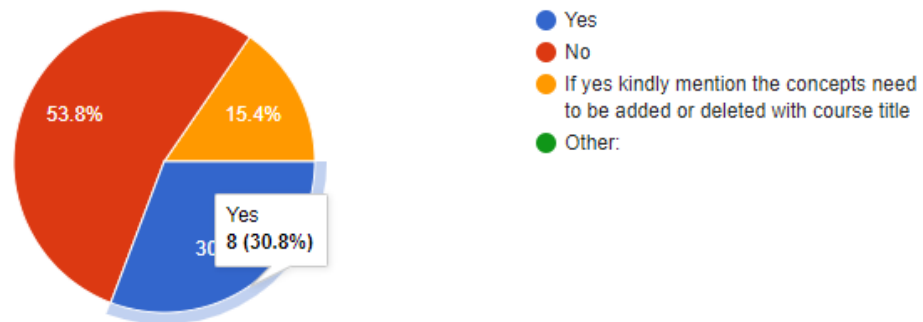 53.8%
15.4%
Yes
8 (30.8%)
Yes
No
If yes kindly mention the concepts need
to be added or deleted with course title
Other: